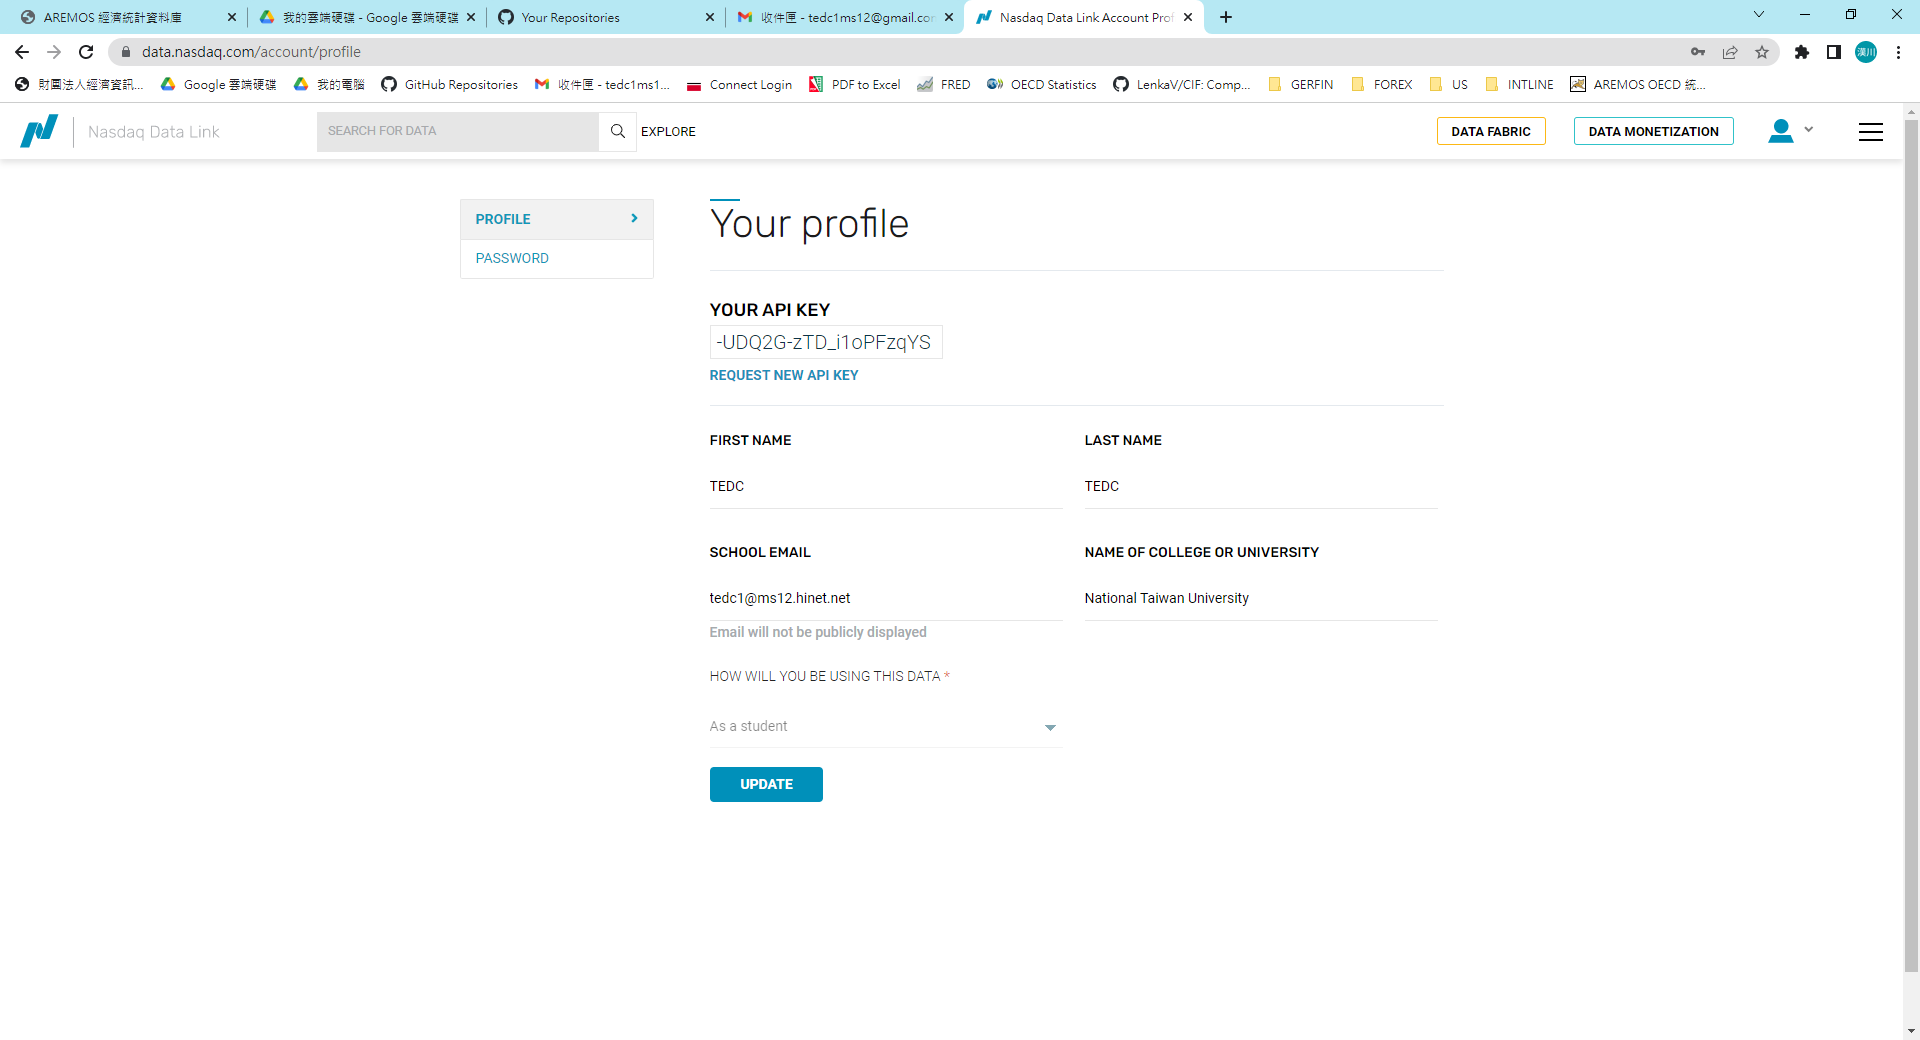 AREMOS 經濟統計資料庫
我的雲端硬碟 - Google 雲端硬碟
Your Repositories
收件匣 - tedc1ms12@gmail.co
Nasdaq Data Link Account Pro
data.nasdaq.com/account/profile
漢川
財團法人經濟資訊...
Google 雲端硬碟
我的電腦
GitHub Repositories
收件匣 - tedc1ms1...
Connect Login
PDF to Excel
FRED
OECD Statistics
LenkaV/CIF: Comp...
GERFIN
FOREX
US
INTLINE
AREMOS OECD 統...
Nasdaq Data Link
SEARCH FOR DATA
EXPLORE
DATA FABRIC
DATA MONETIZATION
PROFILE
PASSWORD
Your profile
YOUR API KEY
-UDQ2G-zTD_i1oPFzqYS
REQUEST NEW API KEY
FIRST NAME
LAST NAME
TEDC
TEDC
SCHOOL EMAIL
NAME OF COLLEGE OR UNIVERSITY
tedc1@ms12.hinet.net
National Taiwan University
Email will not be publicly displayed
HOW WILL YOU BE USING THIS DATA *
As a student
UPDATE